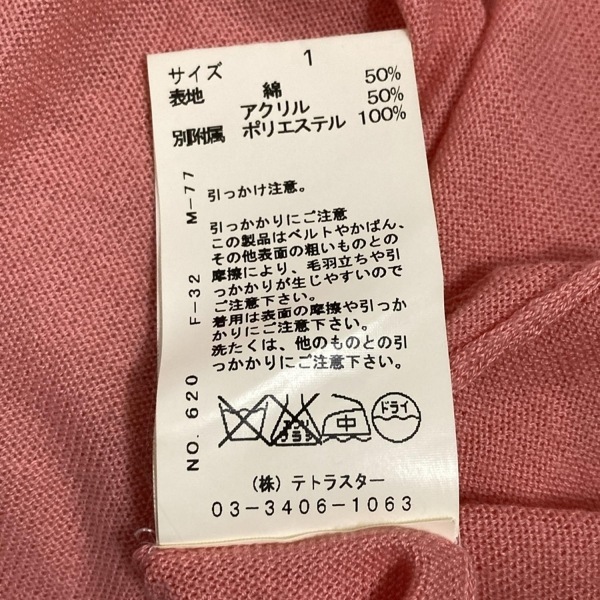 サイズ 1
表地 綿 50%
アクリル 50%
別附属 ポリエステル 100%
引っかけ注意。
引っかかりにご注意
この製品はベルトやかばん、
その他表面の粗いものとの
摩擦により、毛羽立ちや引
っかかりが生じやすいので
ご注意下さい。
着用は表面の摩擦や引っか
かりにご注意下さい。
洗たくは、他のものとの引
っかかりにご注意下さい。
エンソ
サラシ
中
ドライ
(株) テトラスター
03-3406-1063
NO. 620 F-32 M-77